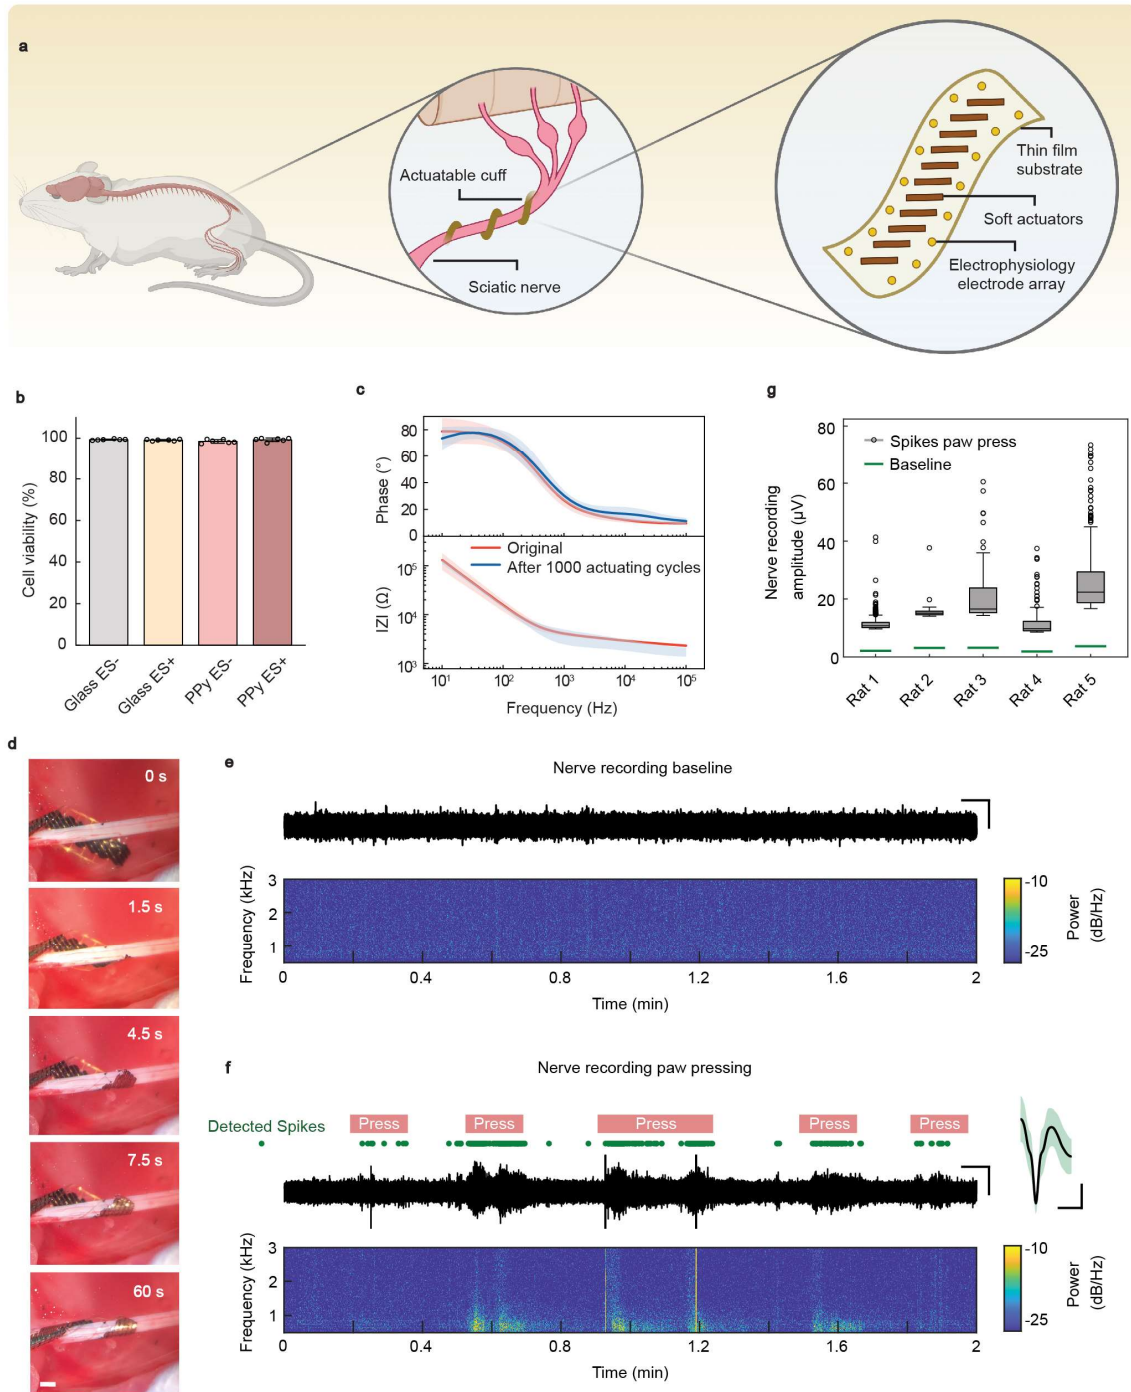 a
Actuatable cuff
Sciatic nerve
Thin film
substrate
Soft actuators
Electrophysiology
electrode array
b
Cell viability (%)
100
80
60
40
20
0
Glass ES-
Glass ES+
PPy ES-
PPy ES+
c
Phase (°)
80
60
40
20
0
Original
After 1000 actuating cycles
IZI (Ω)
10⁵
10⁴
10³
10¹
10²
10³
10⁴
10⁵
Frequency (Hz)
g
Nerve recording
amplitude (µV)
80
60
40
20
0
Spikes paw press
Baseline
Rat 1
Rat 2
Rat 3
Rat 4
Rat 5
d
0 s
1.5 s
4.5 s
7.5 s
60 s
e
Nerve recording baseline
Frequency (kHz)
3
2
1
0
0.4
0.8
1.2
1.6
2
Time (min)
-10
-25
Power
(dB/Hz)
f
Nerve recording paw pressing
Press
Press
Press
Press
Press
Detected Spikes
Frequency (kHz)
3
2
1
0
0.4
0.8
1.2
1.6
2
Time (min)
-10
-25
Power
(dB/Hz)